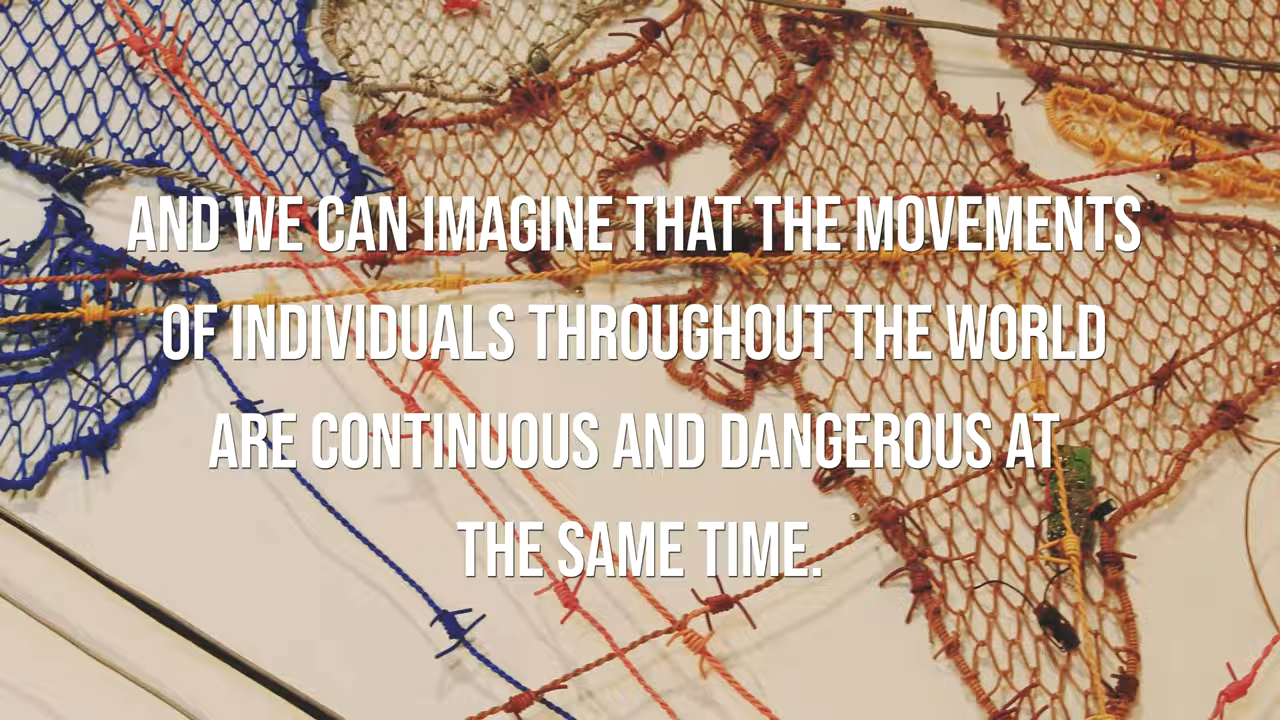 AND WE CAN IMAGINE THAT THE MOVEMENTS
OF INDIVIDUALS THROUGHOUT THE WORLD
ARE CONTINUOUS AND DANGEROUS AT
THE SAME TIME.